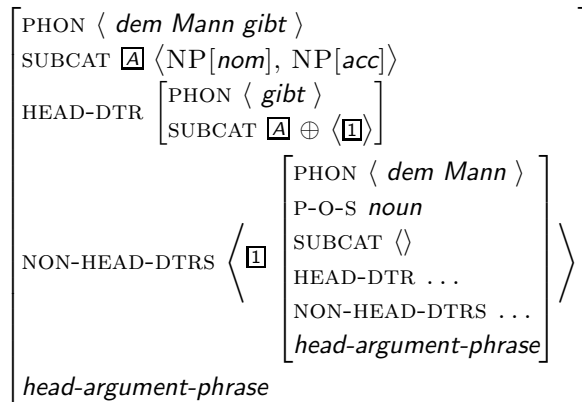 PHON ⟨ dem Mann gibt ⟩
SUBCAT A ⟨NP[nom], NP[acc]⟩
HEAD-DTR [PHON ⟨ gibt ⟩
SUBCAT A ⊕ ⟨1⟩]
NON-HEAD-DTRS ⟨ 1 [PHON ⟨ dem Mann ⟩
P-O-S noun
SUBCAT ⟨⟩
HEAD-DTR ...
NON-HEAD-DTRS ...
head-argument-phrase] ⟩
head-argument-phrase